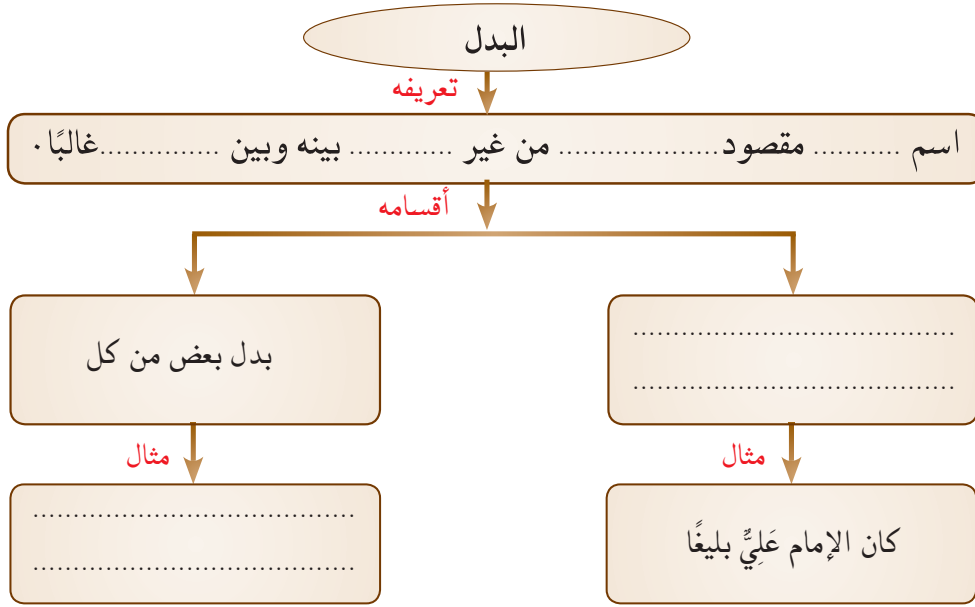 البدل
تعريفه
اسم ........... مقصود .................... من غير ............. بينه وبين ...............غالبًا٠
أقسامه
........................................
........................................
بدل بعض من كل
مثال
مثال
كان الإمام عَلِيٌّ بليغًا
........................................
........................................